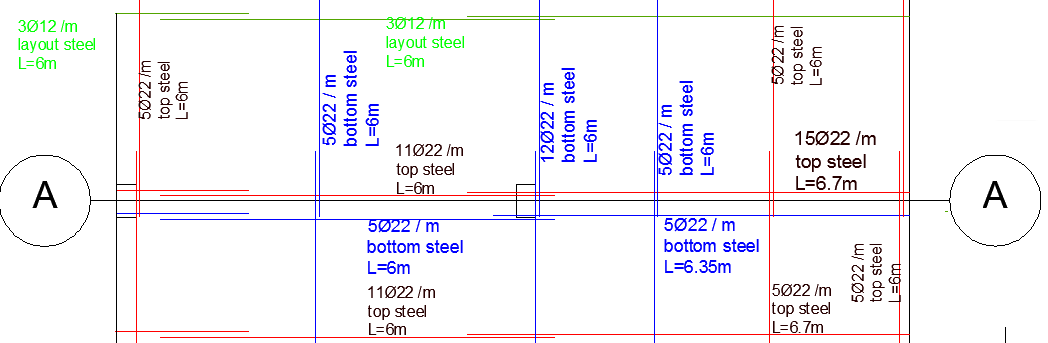 3Ø12 /m
layout steel
L=6m
5Ø22 /m
top steel
L=6m
5Ø22 / m
bottom steel
L=6m
3Ø12 /m
layout steel
L=6m
11Ø22 /m
top steel
L=6m
12Ø22 / m
bottom steel
L=6m
5Ø22 / m
bottom steel
L=6m
5Ø22 /m
top steel
L=6m
15Ø22 /m
top steel
L=6.7m
A
A
5Ø22 / m
bottom steel
L=6m
11Ø22 /m
top steel
L=6m
5Ø22 / m
bottom steel
L=6.35m
5Ø22 /m
top steel
L=6.7m
5Ø22 /m
top steel
L=6m